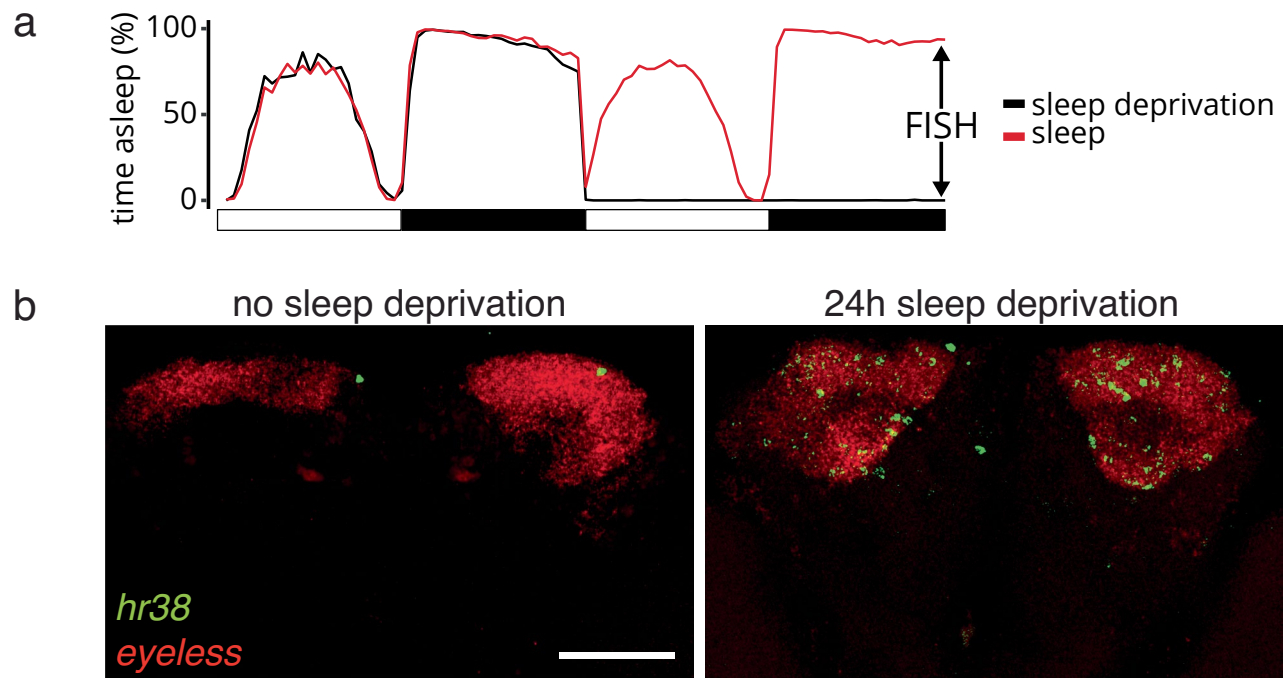 a
time asleep (%)
100
50
0
FISH
sleep deprivation
sleep
b
no sleep deprivation
24h sleep deprivation
hr38
eyeless